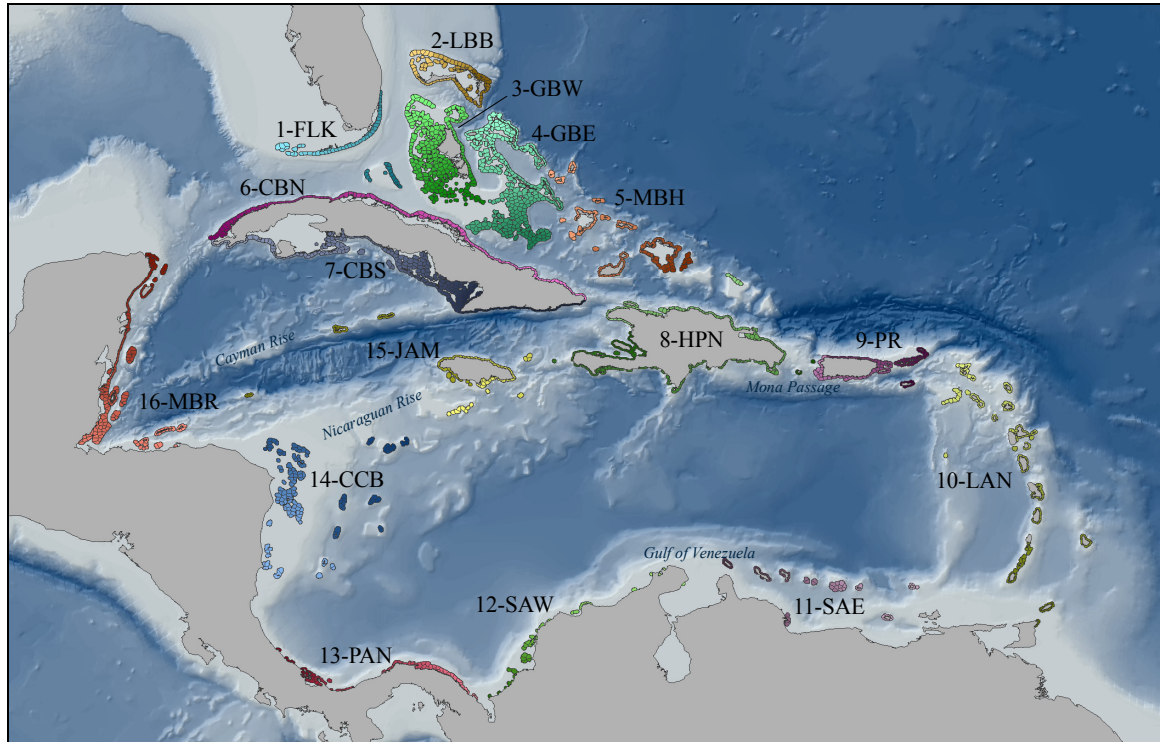 2-LBB
3-GBW
1-FLK
4-GBE
6-CBN
5-MBH
7-CBS
Cayman Rise
15-JAM
8-HPN
9-PR
Mona Passage
16-MBR
Nicaraguan Rise
14-CCB
10-LAN
Gulf of Venezuela
12-SAW
11-SAE
13-PAN